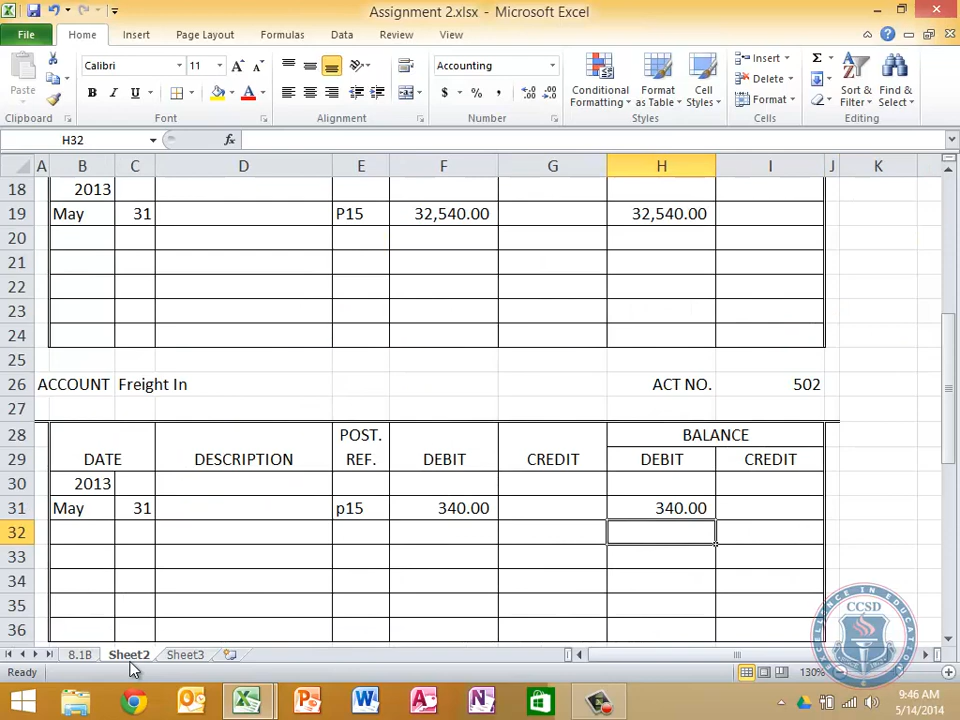 Assignment 2.xlsx - Microsoft Excel
File Home Insert Page Layout Formulas Data Review View
Calibri 11 Accounting Insert
Paste B I U $ % , Conditional Formatting Format as Table Cell Styles Delete Format Sort & Filter Find & Select
Clipboard Font Alignment Number Styles Cells Editing
H32 fx
A B C D E F G H I J K
18 2013
19 May 31 P15 32,540.00 32,540.00
20
21
22
23
24
25
26 ACCOUNT Freight In ACT NO. 502
27
28 POST. BALANCE
29 DATE DESCRIPTION REF. DEBIT CREDIT DEBIT CREDIT
30 2013
31 May 31 p15 340.00 340.00
32
33
34
35
36
8.1B Sheet2 Sheet3
Ready 130%
EXCELLENCE IN EDUCATION
CCSD
9:46 AM
5/14/2014